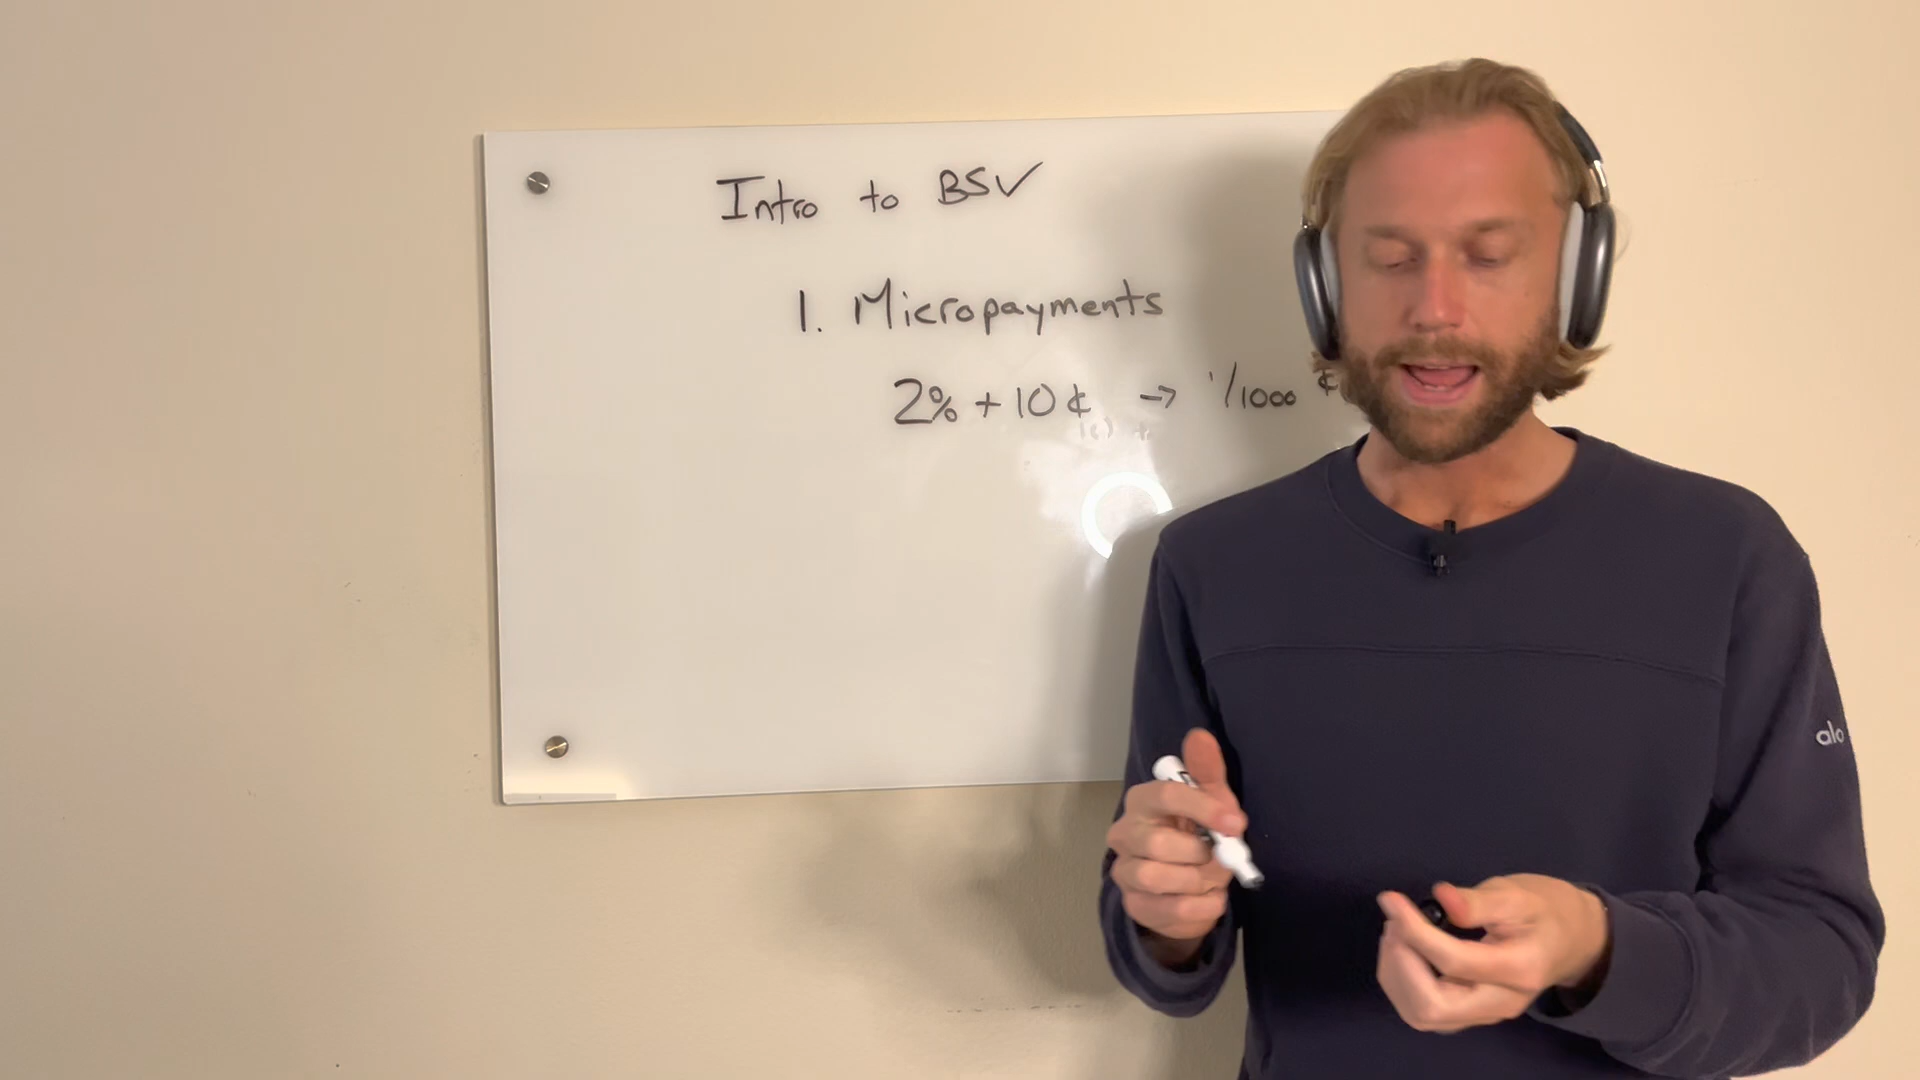 Intro to BSV
1. Micropayments
2% + 10 ¢ → 1/1000 ¢
alo